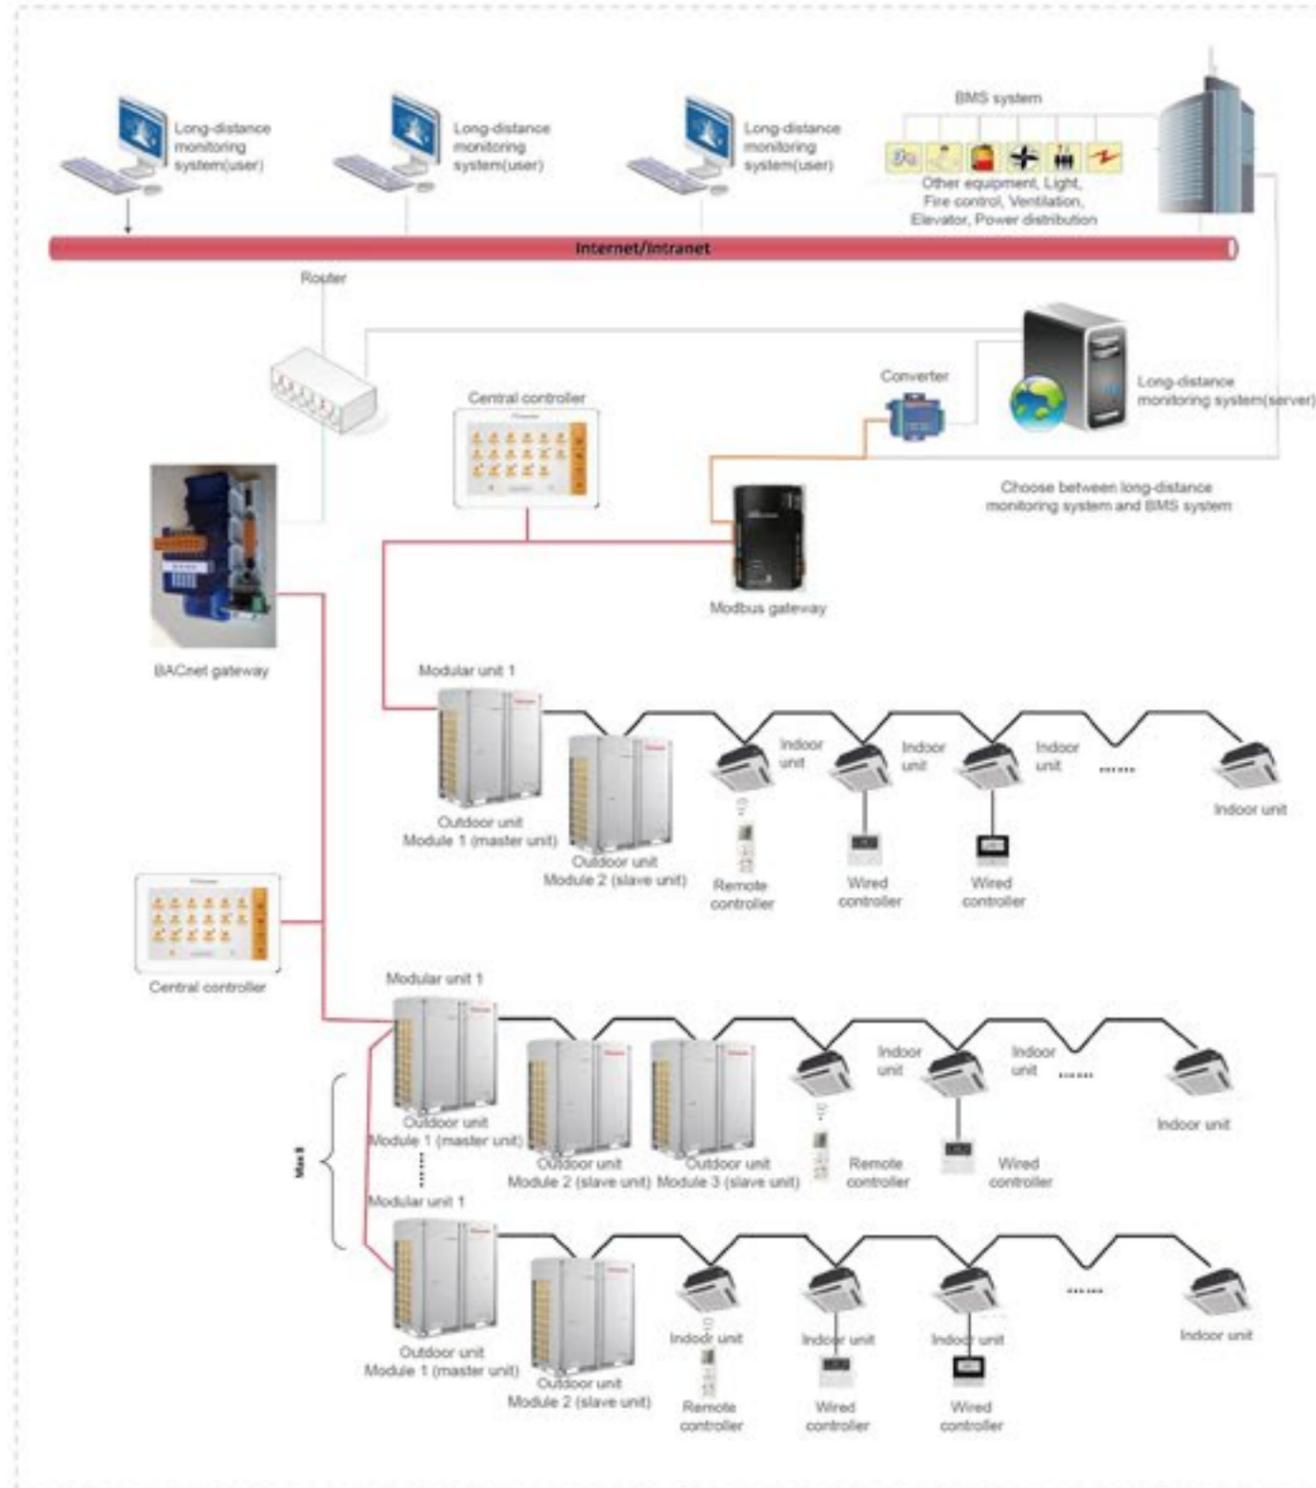 Long-distance
monitoring
system(user)
Long-distance
monitoring
system(user)
Long-distance
monitoring
system(user)
BMS system
Other equipment, Light,
Fire control, Ventilation,
Elevator, Power distribution
Internet/Intranet
Router
Central controller
Converter
Long-distance
monitoring system(server)
Choose between long-distance
monitoring system and BMS system
Modbus gateway
BACnet gateway
Modular unit 1
Indoor
unit
Indoor
unit
Indoor
unit
......
Indoor unit
Outdoor unit
Module 1 (master unit)
Outdoor unit
Module 2 (slave unit)
Remote
controller
Wired
controller
Wired
controller
Central controller
Modular unit 1
Indoor
unit
Indoor
unit
......
Indoor unit
Outdoor unit
Module 1 (master unit)
Outdoor unit
Module 2 (slave unit)
Outdoor unit
Module 3 (slave unit)
Remote
controller
Wired
controller
Max 8
Modular unit 1
......
Indoor unit
Indoor unit
Indoor unit
Indoor unit
Outdoor unit
Module 1 (master unit)
Outdoor unit
Module 2 (slave unit)
Remote
controller
Wired
controller
Wired
controller